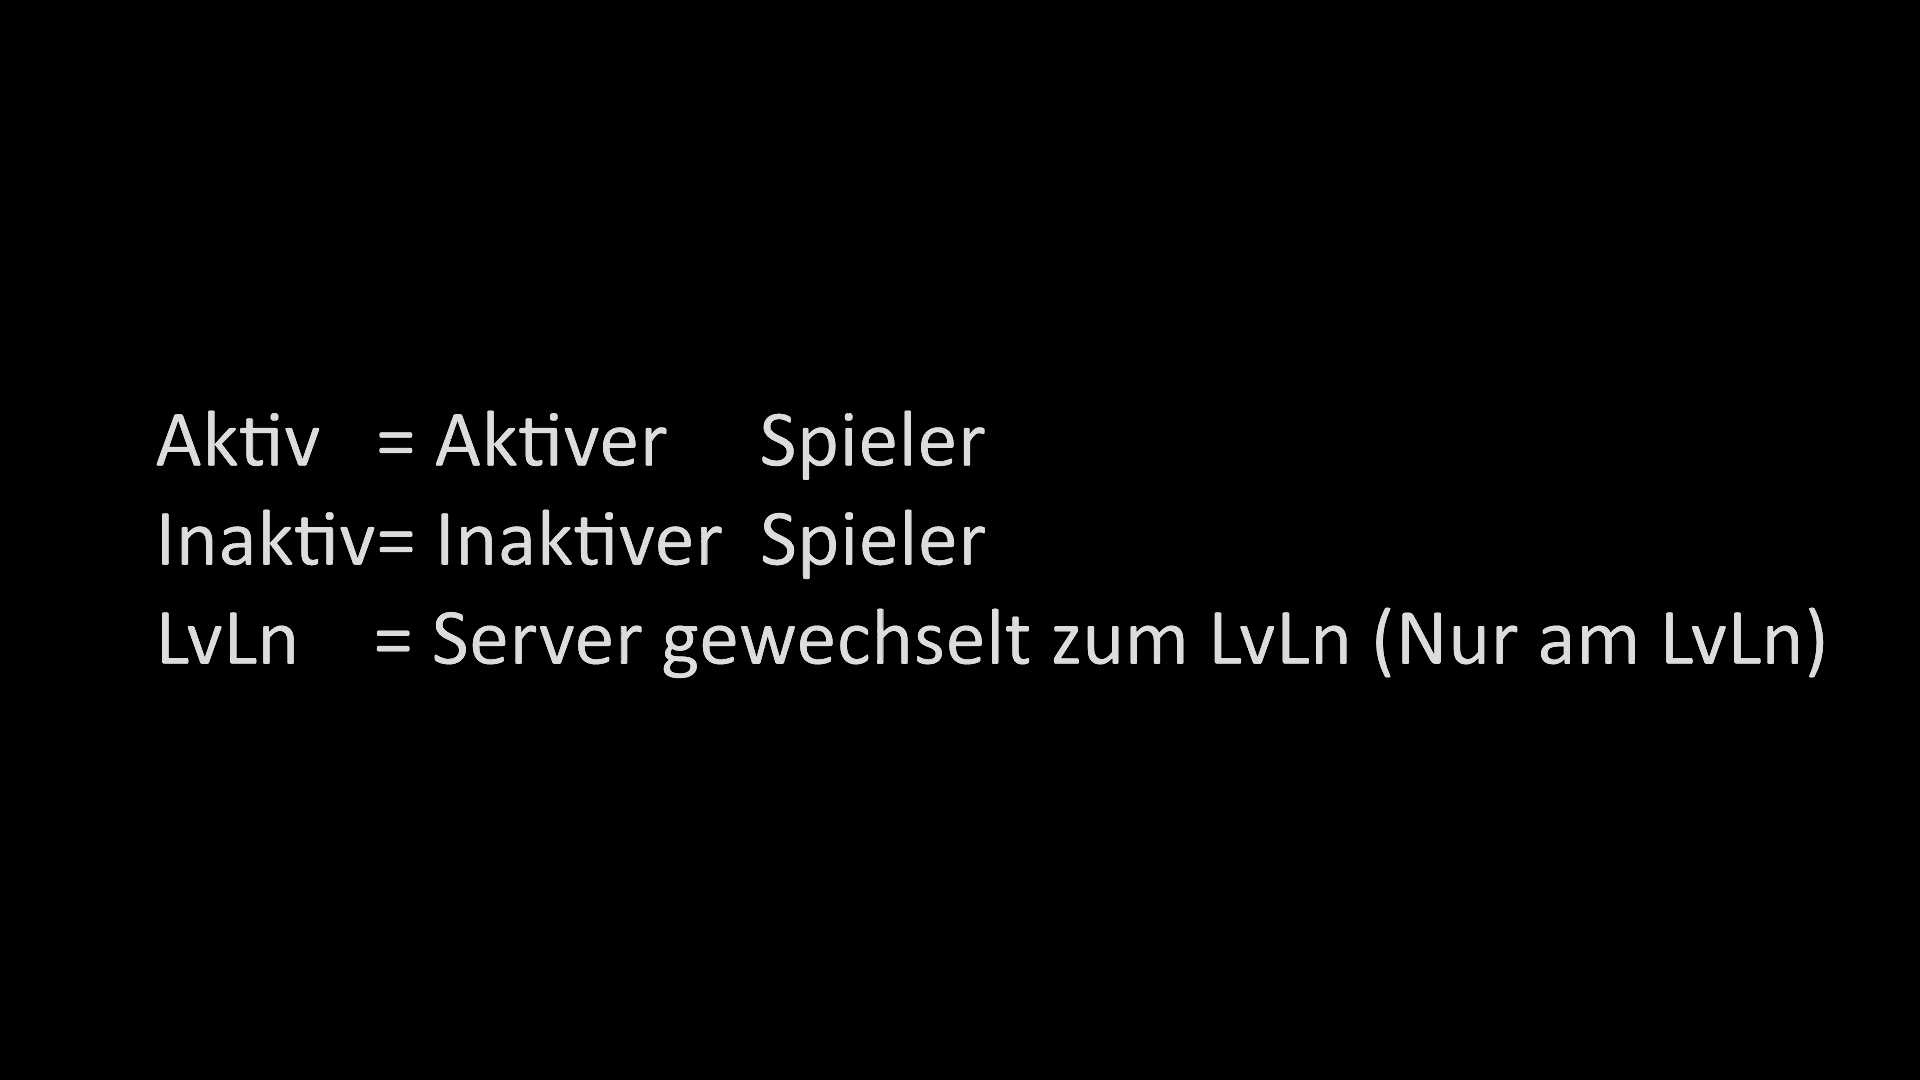 Aktiv = Aktiver Spieler
Inaktiv= Inaktiver Spieler
LvLn = Server gewechselt zum LvLn (Nur am LvLn)